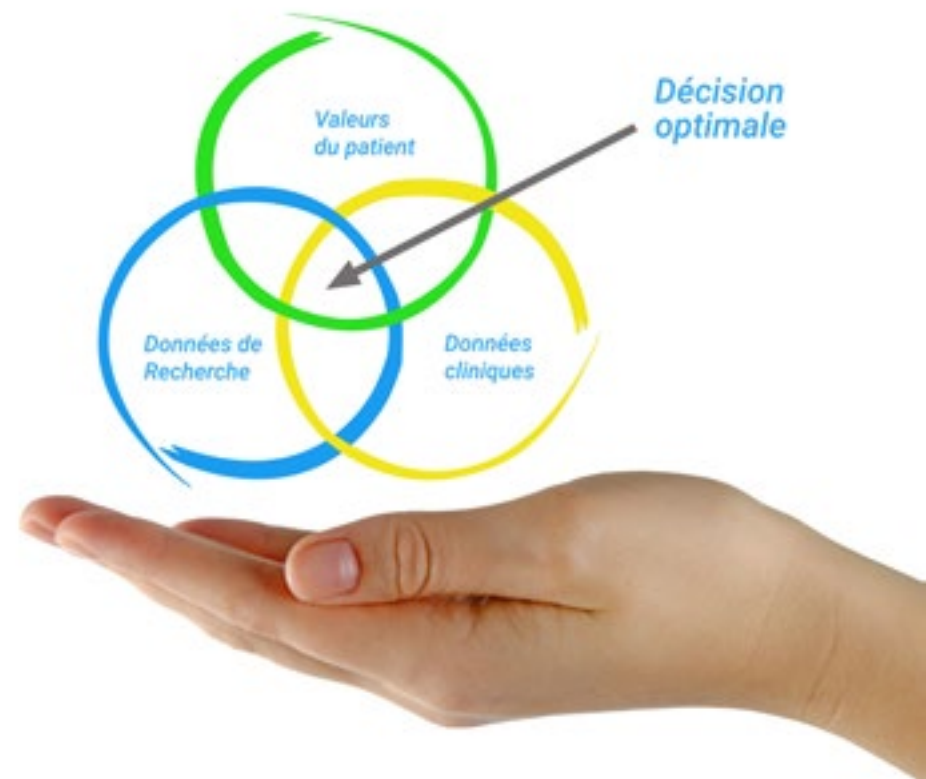 Valeurs
du patient
Décision
optimale
Données de
Recherche
Données
cliniques